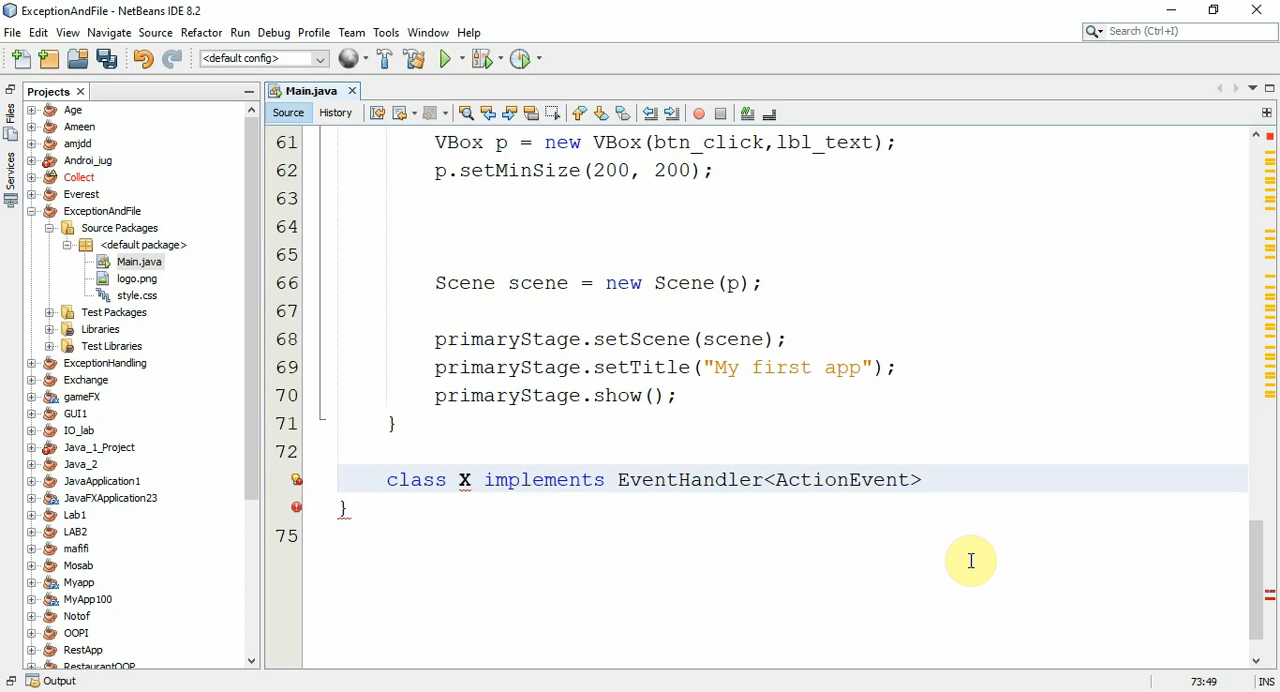 ExceptionAndFile - NetBeans IDE 8.2
File Edit View Navigate Source Refactor Run Debug Profile Team Tools Window Help
Search (Ctrl+I)
<default config>
Files
Services
Projects
Age
Ameen
amjdd
Androi_jug
Collect
Everest
ExceptionAndFile
Source Packages
<default package>
Main.java
logo.png
style.css
Test Packages
Libraries
Test Libraries
ExceptionHandling
Exchange
gameFX
GUI1
IO_lab
Java_1_Project
Java_2
JavaApplication1
JavaFXApplication23
Lab1
LAB2
mafifi
Mosab
Myapp
MyApp100
Notof
OOPI
RestApp
RestaurantOOP
Main.java
Source History
61 VBox p = new VBox(btn_click,lbl_text);
62 p.setMinSize(200, 200);
63
64
65
66 Scene scene = new Scene(p);
67
68 primaryStage.setScene(scene);
69 primaryStage.setTitle("My first app");
70 primaryStage.show();
71 }
72
class X implements EventHandler<ActionEvent>
}
75
Output
73:49 INS